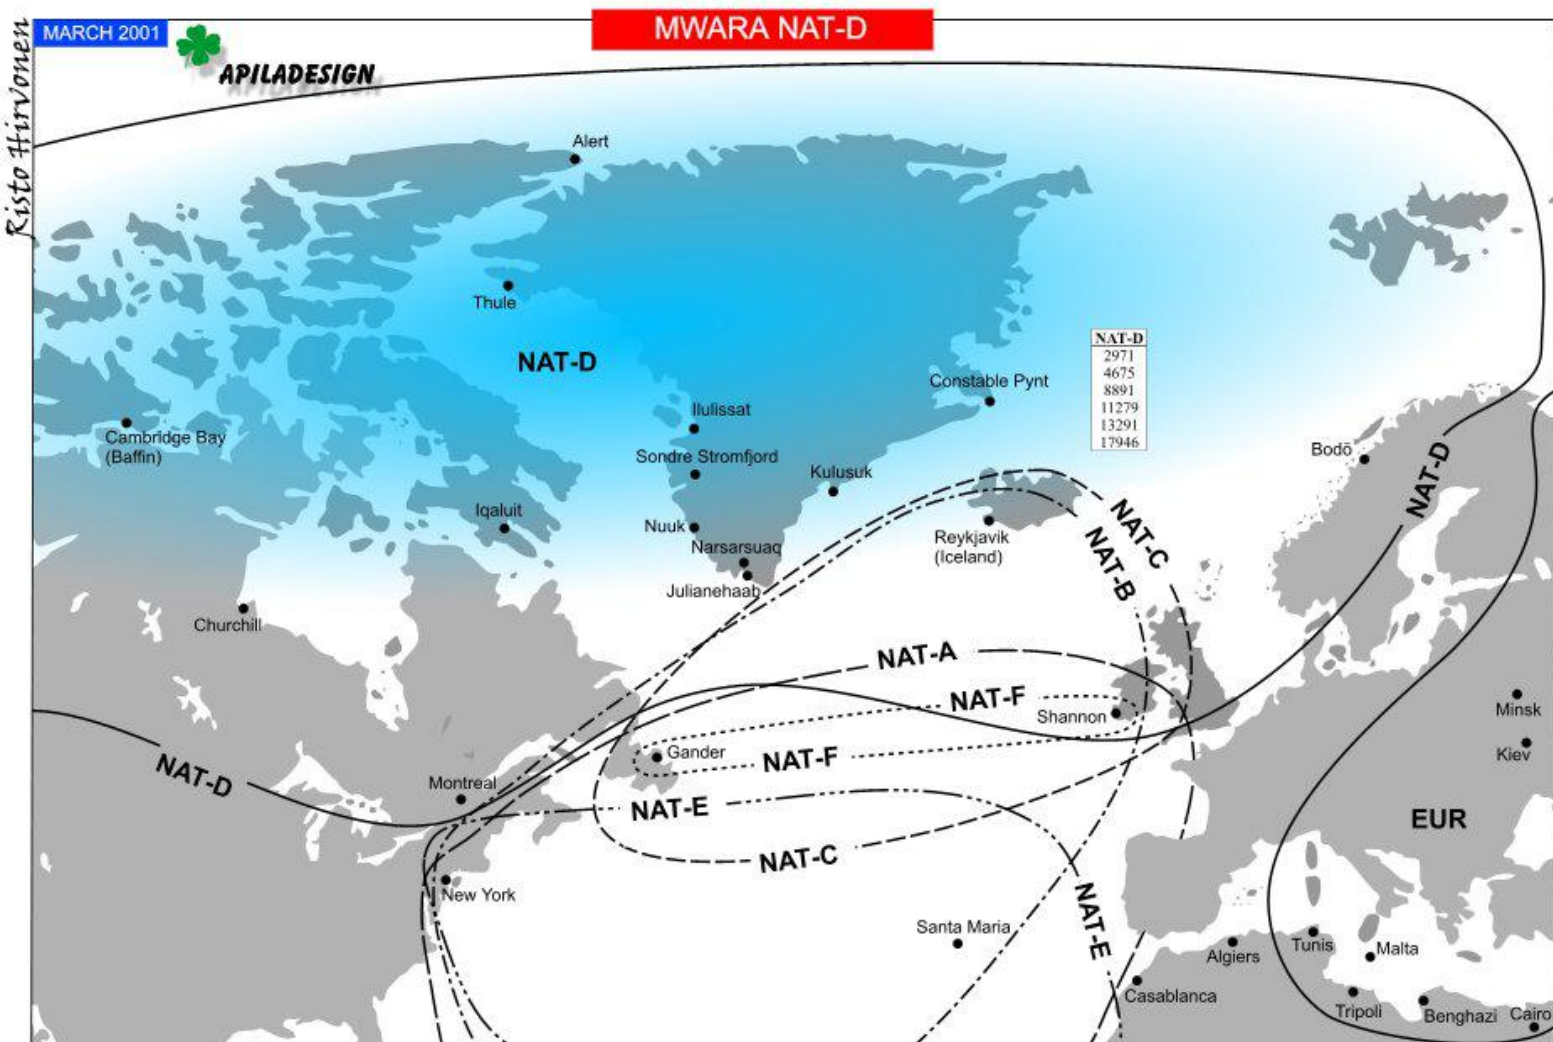 MARCH 2001
MWARA NAT-D
Risto Hirvonen
APILADESIGN
Alert
Thule
NAT-D
NAT-D
2971
4675
8891
11279
13291
17946
Constable Pynt
Ilulissat
Cambridge Bay
(Baffin)
Sondre Stromfjord
Kulusuk
Bodö
NAT-D
Iqaluit
Nuuk
Reykjavik
(Iceland)
NAT-C
NAT-B
Narsarsuaq
Julianehaab
Churchill
NAT-A
NAT-F
Shannon
Minsk
Gander
NAT-F
Kiev
NAT-D
Montreal
NAT-E
EUR
NAT-C
New York
NAT-E
Santa Maria
Algiers
Tunis
Malta
Casablanca
Tripoli
Benghazi
Cairo